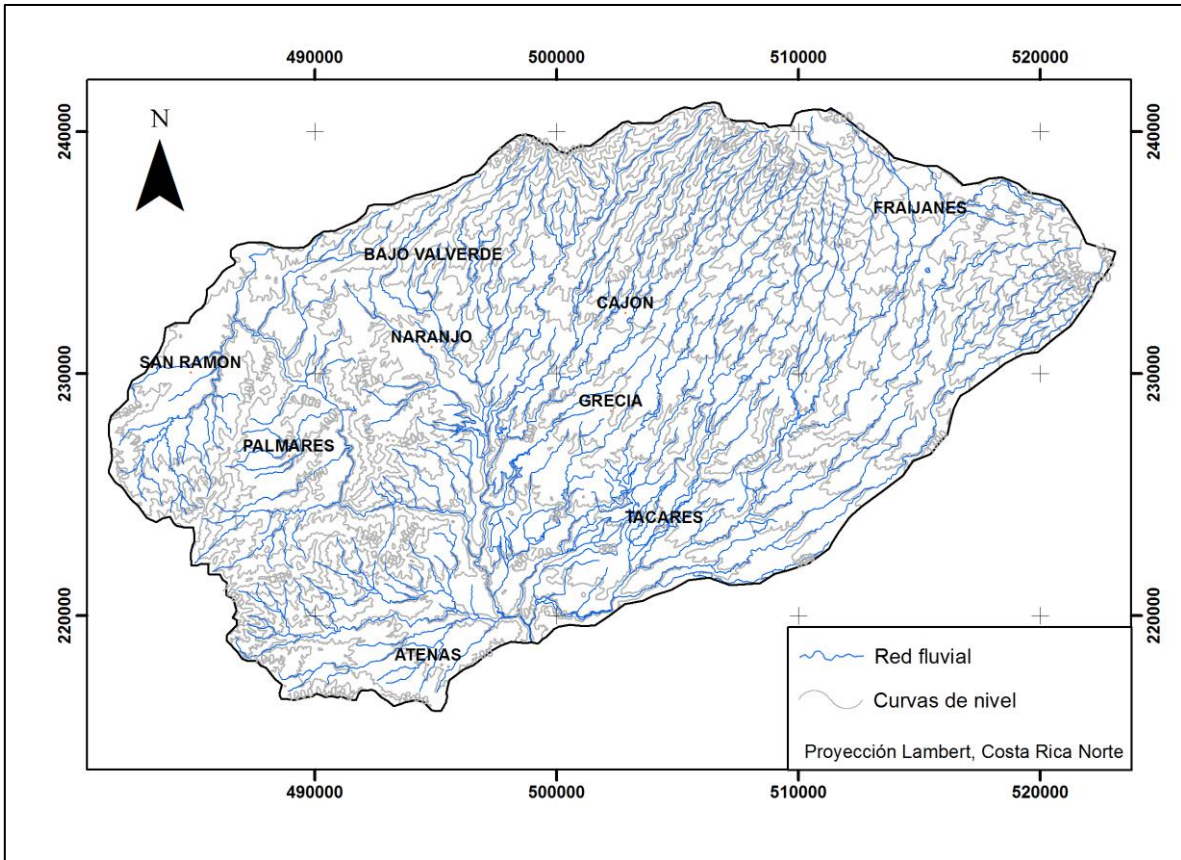 490000
500000
510000
520000
N
240000
240000
FRAIJANES
BAJO VALVERDE
CAJON
NARANJO
SAN RAMON
230000
230000
GRECIA
PALMARES
TACARES
220000
220000
ATENAS
Red fluvial
Curvas de nivel
Proyección Lambert, Costa Rica Norte
490000
500000
510000
520000